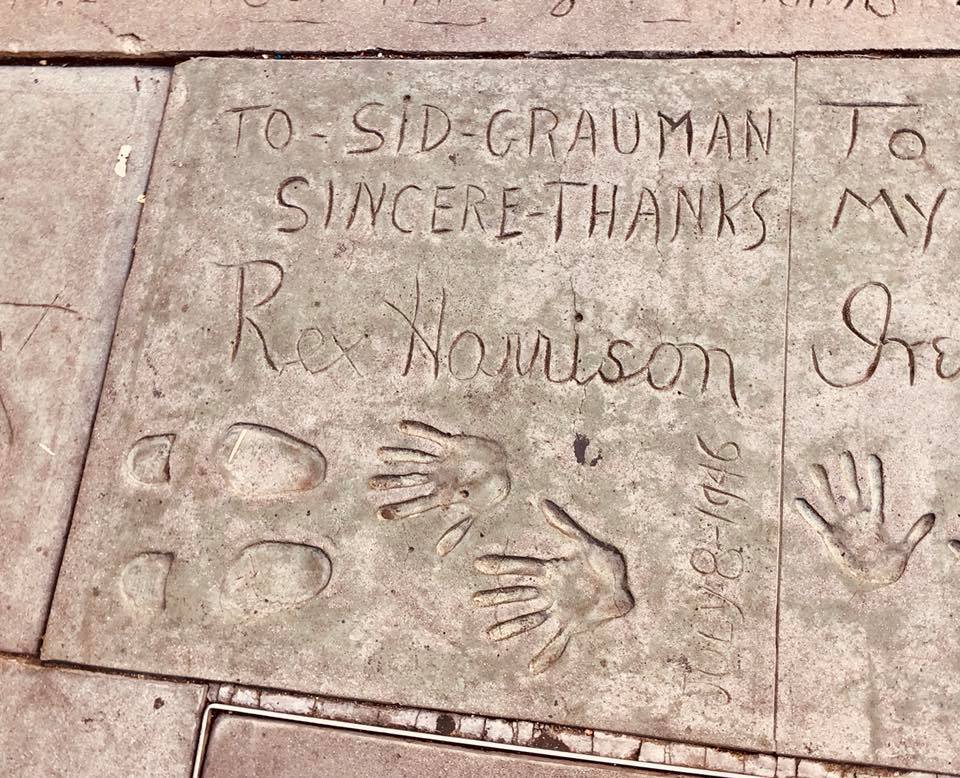 TO-SID-GRAUMAN
SINCERE-THANKS
Rex Harrison
JULY 8-1946
To
MY